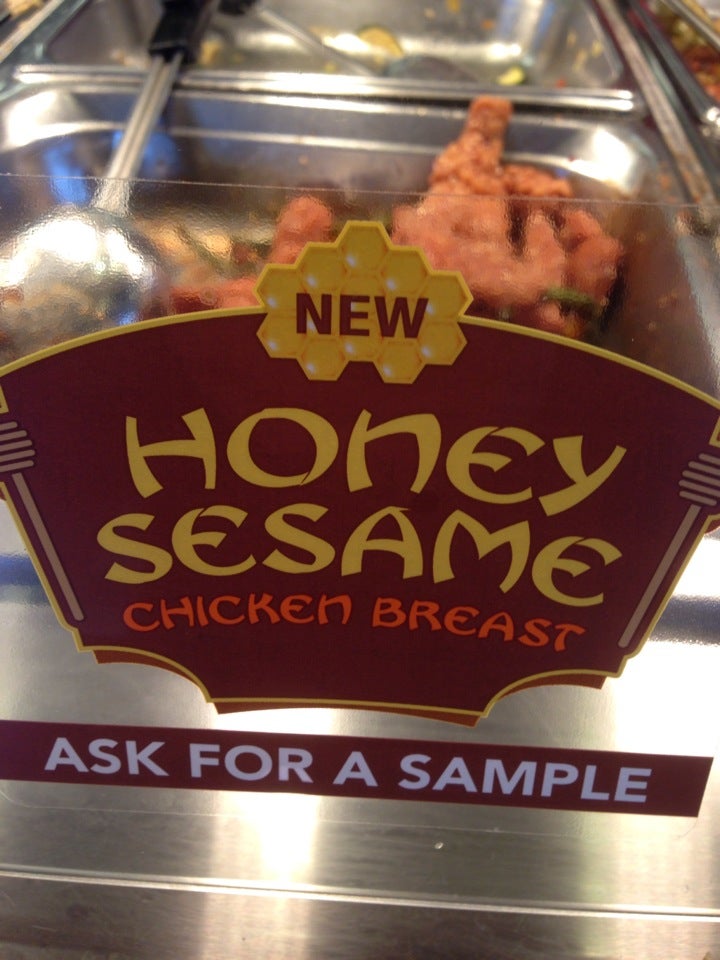 NEW
HONEY
SESAME
CHICKEN BREAST
ASK FOR A SAMPLE